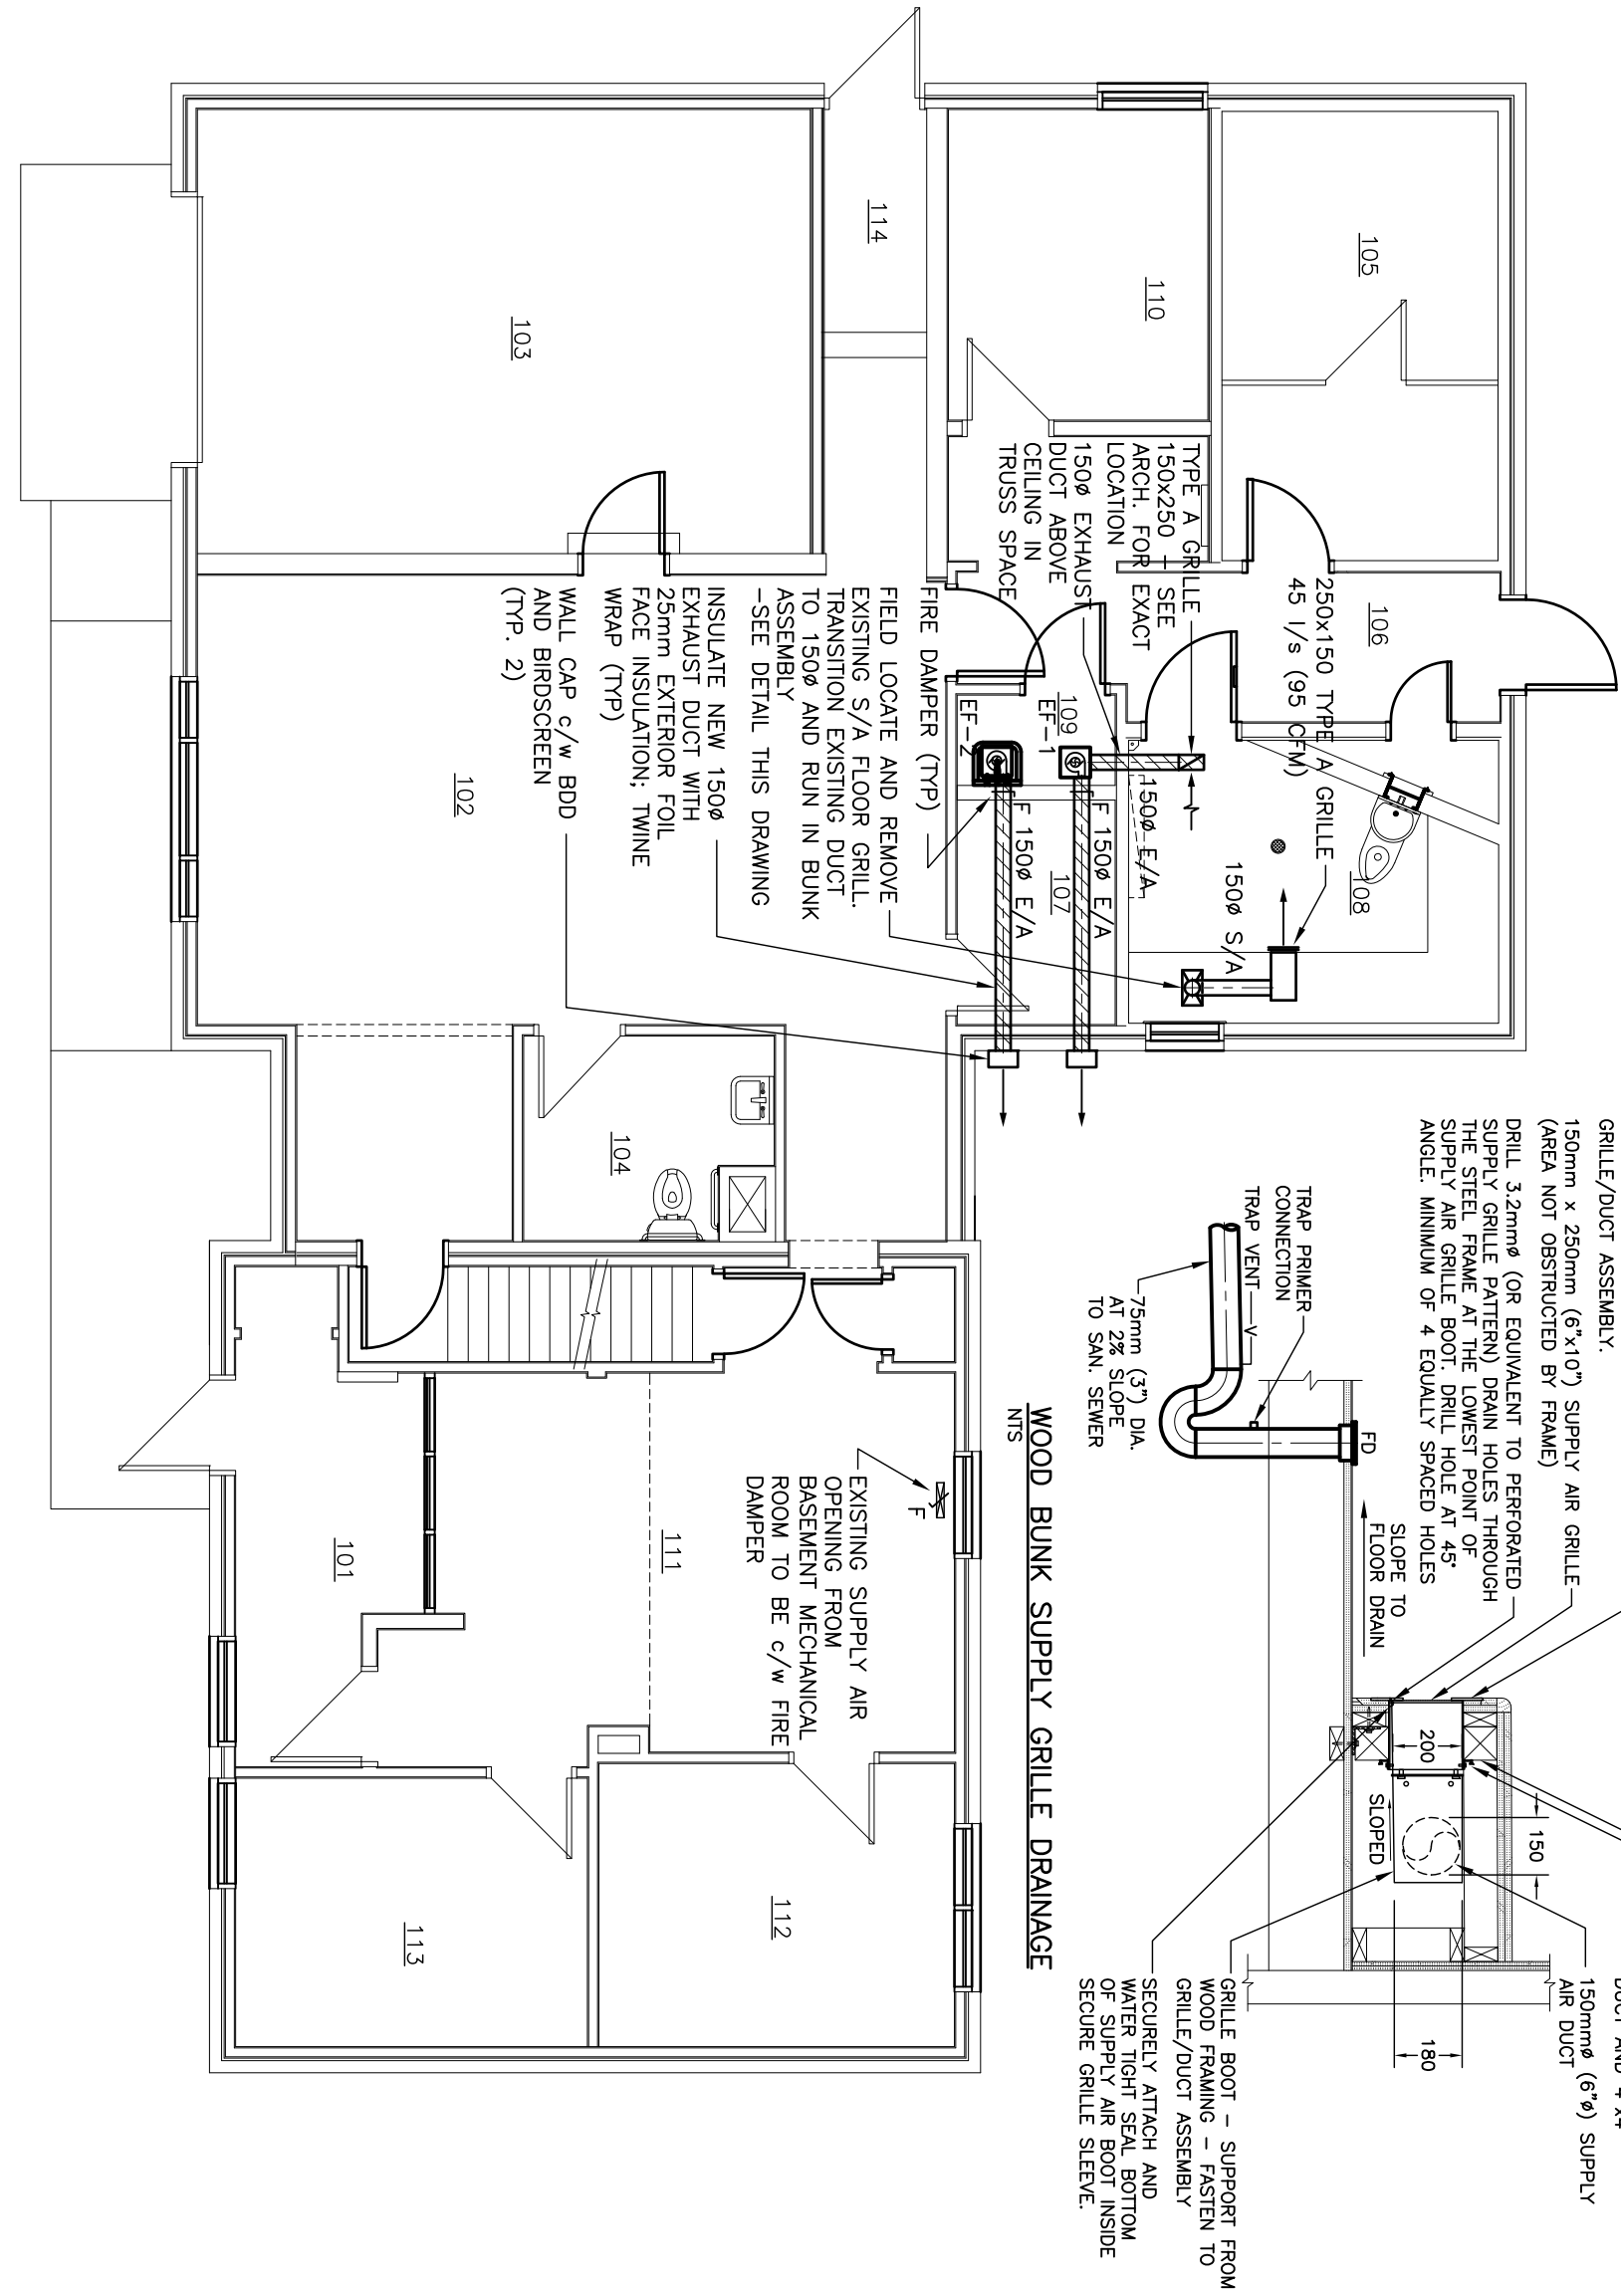 GRILLE/DUCT ASSEMBLY.
150mm x 250mm (6"x10") SUPPLY AIR GRILLE
(AREA NOT OBSTRUCTED BY FRAME)
DRILL 3.2mmø (OR EQUIVALENT TO PERFORATED
SUPPLY GRILLE PATTERN) DRAIN HOLES THROUGH
THE STEEL FRAME AT THE LOWEST POINT OF
SUPPLY AIR GRILLE BOOT. DRILL HOLE AT 45°
ANGLE. MINIMUM OF 4 EQUALLY SPACED HOLES
TRAP PRIMER
CONNECTION
TRAP VENT
V
75mm (3") DIA.
AT 2% SLOPE
TO SAN. SEWER
FD
SLOPE TO
FLOOR DRAIN
200
SLOPED
150
180
150mmø (6"ø) SUPPLY
AIR DUCT
GRILLE BOOT – SUPPORT FROM
WOOD FRAMING – FASTEN TO
GRILLE/DUCT ASSEMBLY
SECURELY ATTACH AND
WATER TIGHT SEAL BOTTOM
OF SUPPLY AIR BOOT INSIDE
SECURE GRILLE SLEEVE.
WOOD BUNK SUPPLY GRILLE DRAINAGE
NTS
105
106
108
110
114
103
109
107
102
104
101
111
112
113
250x150 TYPE A GRILLE
45 l/s (95 CFM)
150ø S/A
TYPE A GRILLE
150x250 – SEE
ARCH. FOR EXACT
LOCATION
150ø EXHAUST
DUCT ABOVE
CEILING IN
TRUSS SPACE
150ø E/A
EF-1
F 150ø E/A
EF-2
F 150ø E/A
FIRE DAMPER (TYP)
FIELD LOCATE AND REMOVE
EXISTING S/A FLOOR GRILL.
TRANSITION EXISTING DUCT
TO 150ø AND RUN IN BUNK
ASSEMBLY
–SEE DETAIL THIS DRAWING
INSULATE NEW 150ø
EXHAUST DUCT WITH
25mm EXTERIOR FOIL
FACE INSULATION; TWINE
WRAP (TYP)
WALL CAP c/w BDD
AND BIRDSCREEN
(TYP. 2)
F
EXISTING SUPPLY AIR
OPENING FROM
BASEMENT MECHANICAL
ROOM TO BE c/w FIRE
DAMPER